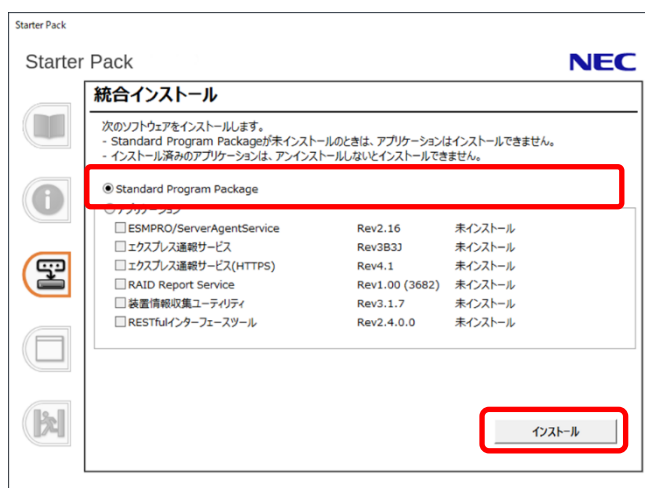 Starter Pack
Starter Pack
NEC
統合インストール
次のソフトウェアをインストールします。
- Standard Program Packageが未インストールのときは、アプリケーションはインストールできません。
- インストール済みのアプリケーションは、アンインストールしないとインストールできません。
Standard Program Package
アプリケーション
ESMPRO/ServerAgentService Rev2.16 未インストール
エクスプレス通報サービス Rev3B3J 未インストール
エクスプレス通報サービス(HTTPS) Rev4.1 未インストール
RAID Report Service Rev1.00 (3682) 未インストール
装置情報収集ユーティリティ Rev3.1.7 未インストール
RESTfulインターフェースツール Rev2.4.0.0 未インストール
インストール